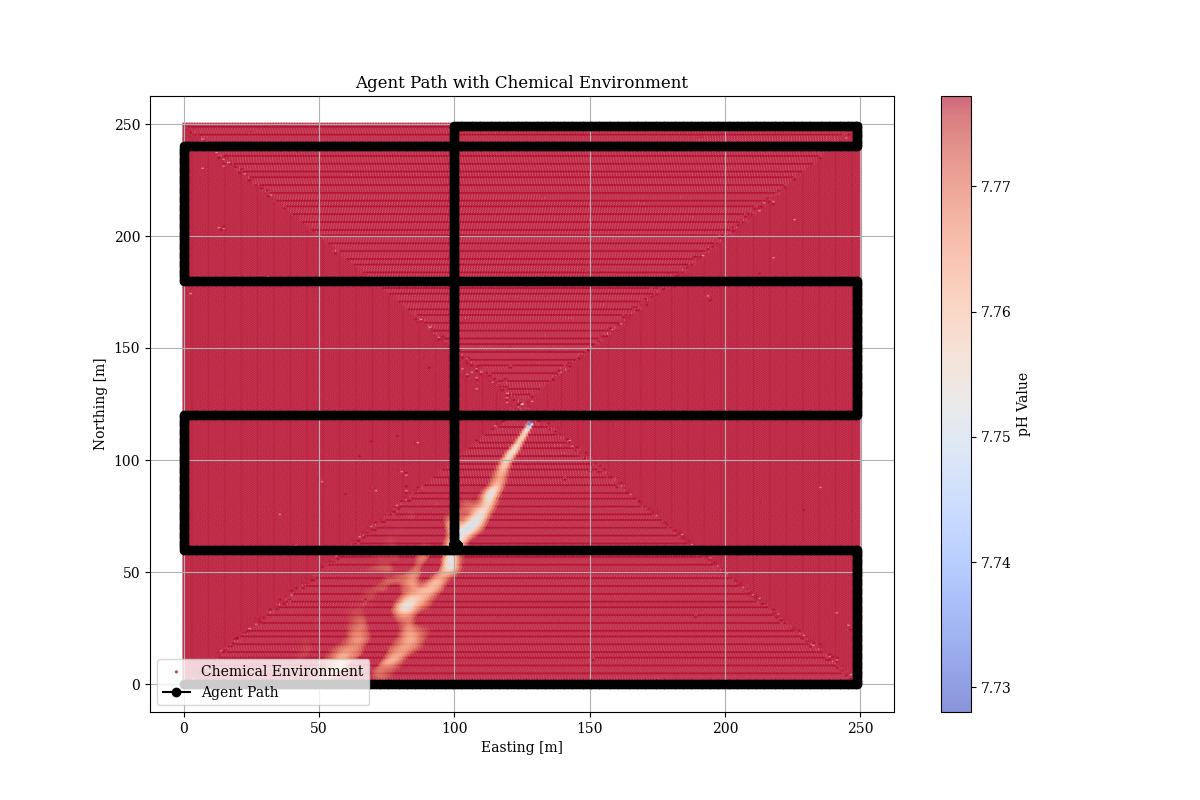 Agent Path with Chemical Environment
250
200
150
100
50
0
Northing [m]
0
50
100
150
200
250
Easting [m]
Chemical Environment
Agent Path
7.77
7.76
7.75
7.74
7.73
pH Value